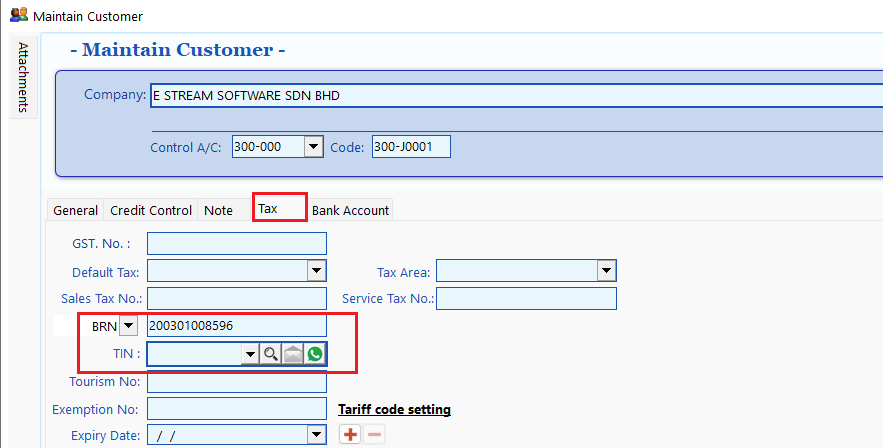 Maintain Customer
Attachments
- Maintain Customer -
Company: E STREAM SOFTWARE SDN BHD
Control A/C: 300-000 Code: 300-J0001
General Credit Control Note Tax Bank Account
GST. No. :
Default Tax: Tax Area:
Sales Tax No.: Service Tax No.:
BRN 200301008596
TIN :
Tourism No:
Exemption No: Tariff code setting
Expiry Date: / /